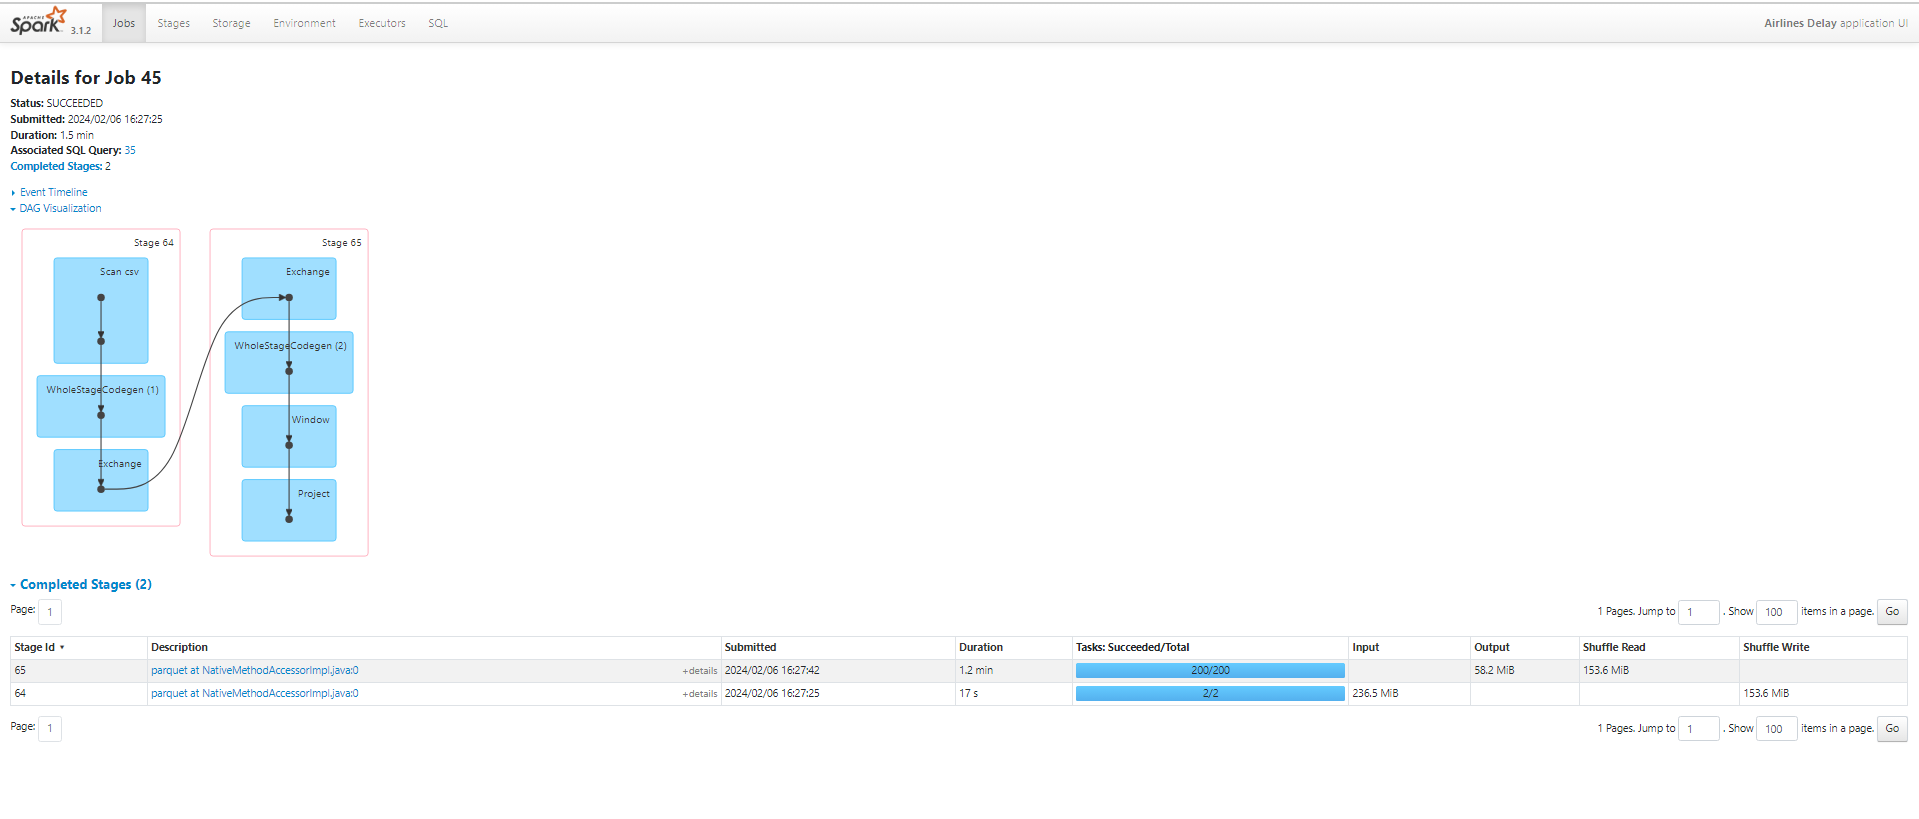 APACHE
Spark 3.1.2 Jobs Stages Storage Environment Executors SQL Airlines Delay application UI
Details for Job 45
Status: SUCCEEDED
Submitted: 2024/02/06 16:27:25
Duration: 1.5 min
Associated SQL Query: 35
Completed Stages: 2
Event Timeline
DAG Visualization
Stage 64
Scan csv
WholeStageCodegen (1)
Exchange
Stage 65
Exchange
WholeStageCodegen (2)
Window
Project
Completed Stages (2)
Page: 1 1 Pages. Jump to 1 . Show 100 items in a page. Go
Stage Id Description Submitted Duration Tasks: Succeeded/Total Input Output Shuffle Read Shuffle Write
65 parquet at NativeMethodAccessorImpl.java:0 +details 2024/02/06 16:27:42 1.2 min 200/200 58.2 MiB 153.6 MiB
64 parquet at NativeMethodAccessorImpl.java:0 +details 2024/02/06 16:27:25 17 s 2/2 236.5 MiB 153.6 MiB
Page: 1 1 Pages. Jump to 1 . Show 100 items in a page. Go